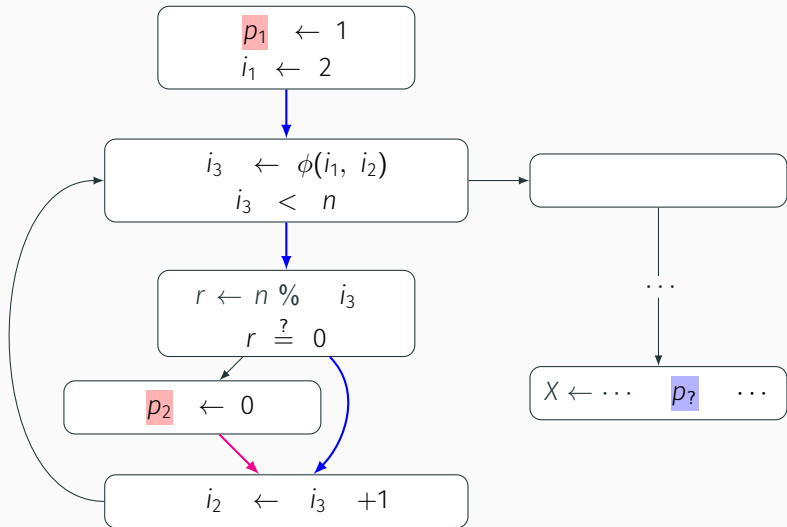 p₁ ← 1
i₁ ← 2
i₃ ← ϕ(i₁, i₂)
i₃ < n
r ← n % i₃
r ≟ 0
p₂ ← 0
i₂ ← i₃ +1
⋯
X ← ⋯ p? ⋯